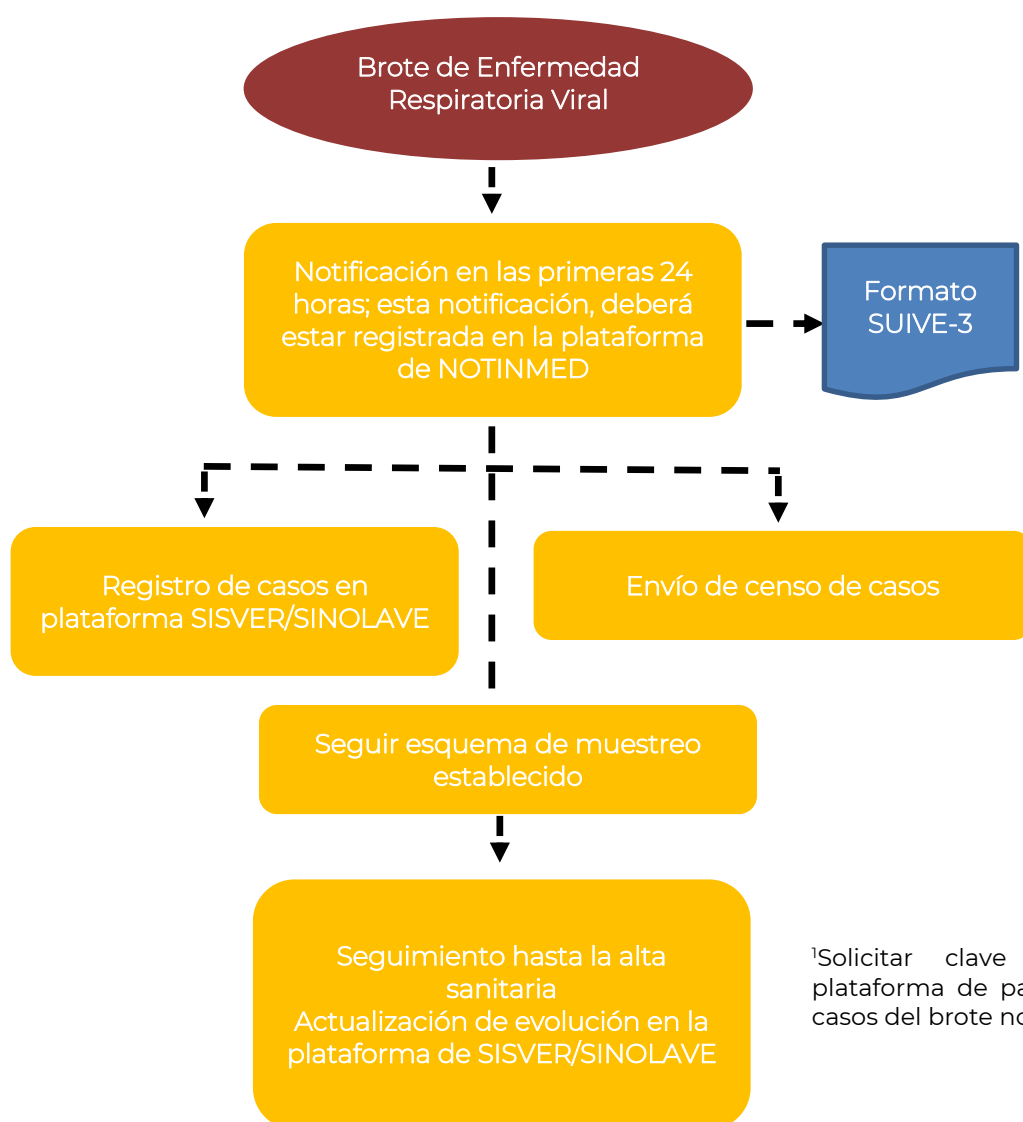 Brote de Enfermedad
Respiratoria Viral
Notificación en las primeras 24
horas; esta notificación, deberá
estar registrada en la plataforma
de NOTINMED
Formato
SUIVE-3
Registro de casos en
plataforma SISVER/SINOLAVE
Envío de censo de casos
Seguir esquema de muestreo
establecido
Seguimiento hasta la alta
sanitaria
Actualización de evolución en la
plataforma de SISVER/SINOLAVE
¹Solicitar clave
plataforma de
casos del brote